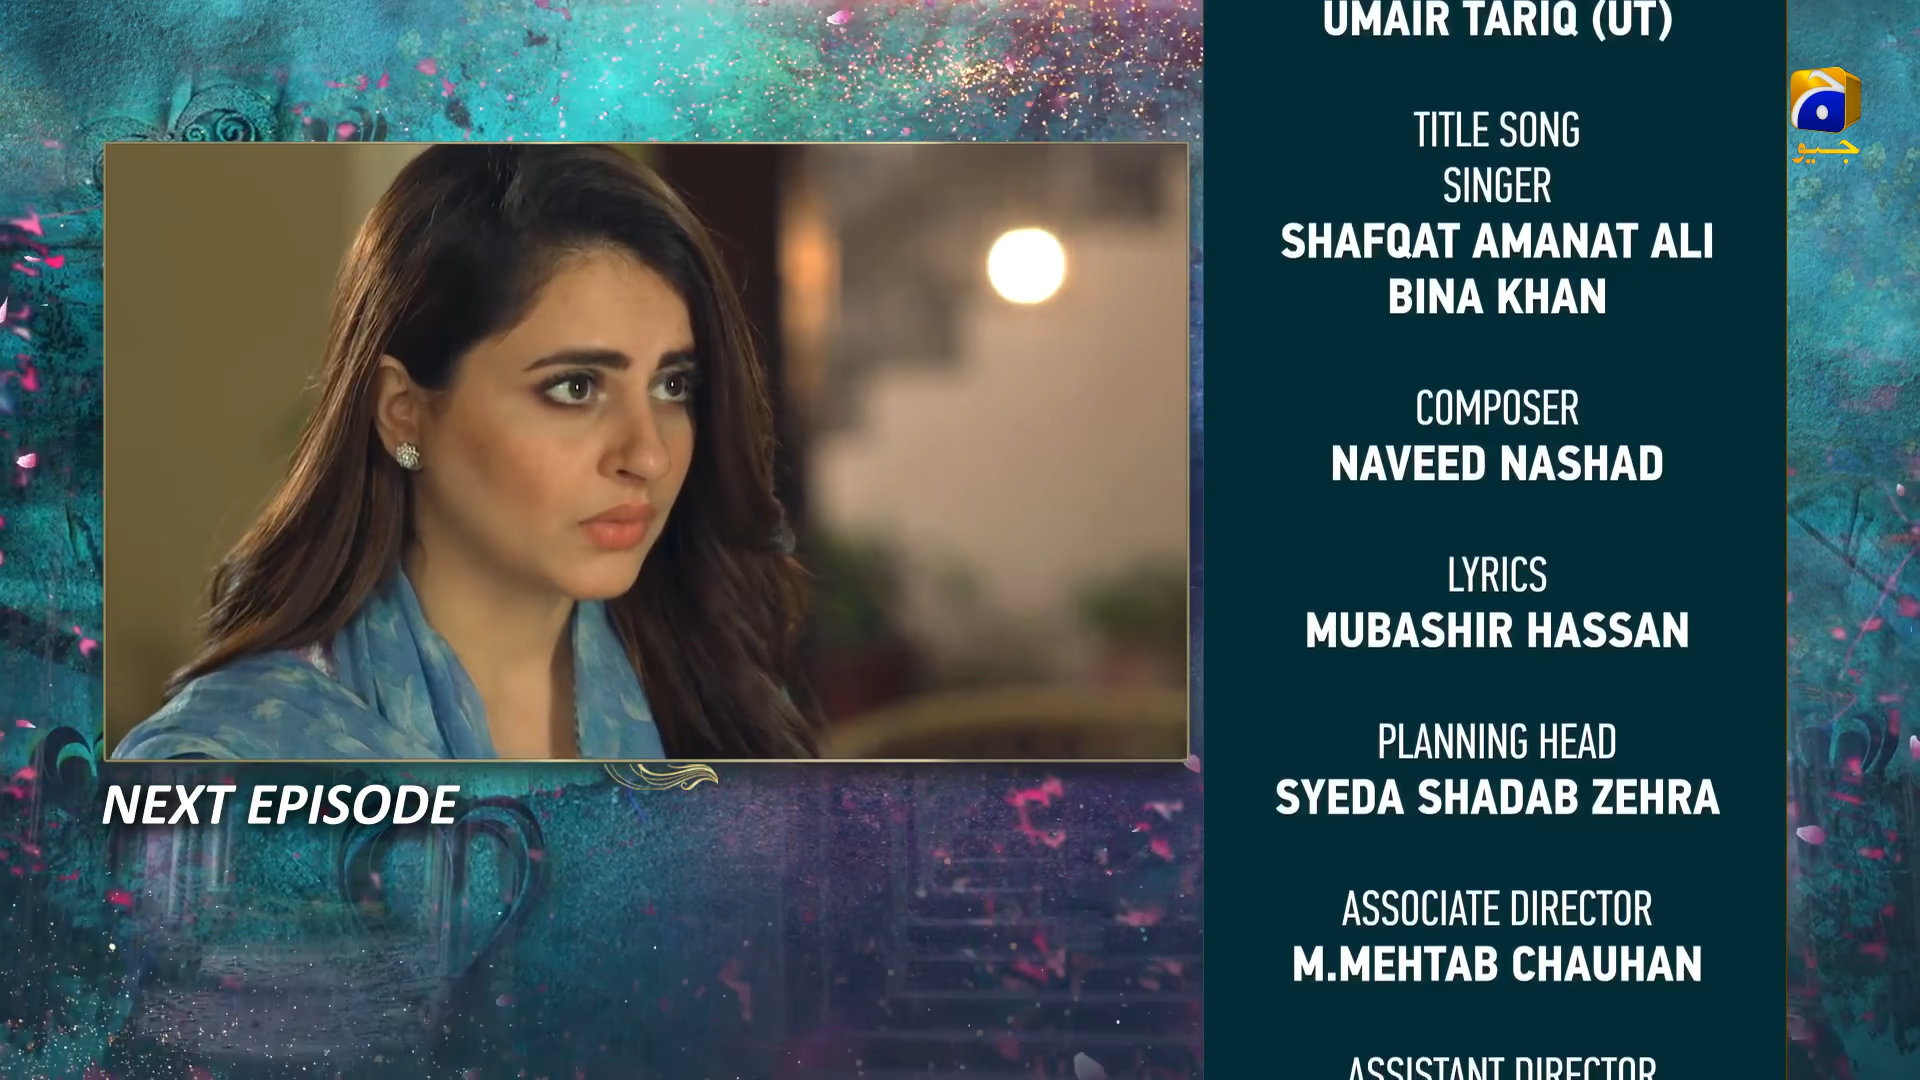 UMAIR TARIQ (UT)
TITLE SONG
SINGER
SHAFQAT AMANAT ALI
BINA KHAN
COMPOSER
NAVEED NASHAD
LYRICS
MUBASHIR HASSAN
PLANNING HEAD
SYEDA SHADAB ZEHRA
ASSOCIATE DIRECTOR
M.MEHTAB CHAUHAN
ASSISTANT DIRECTOR
NEXT EPISODE
جیو